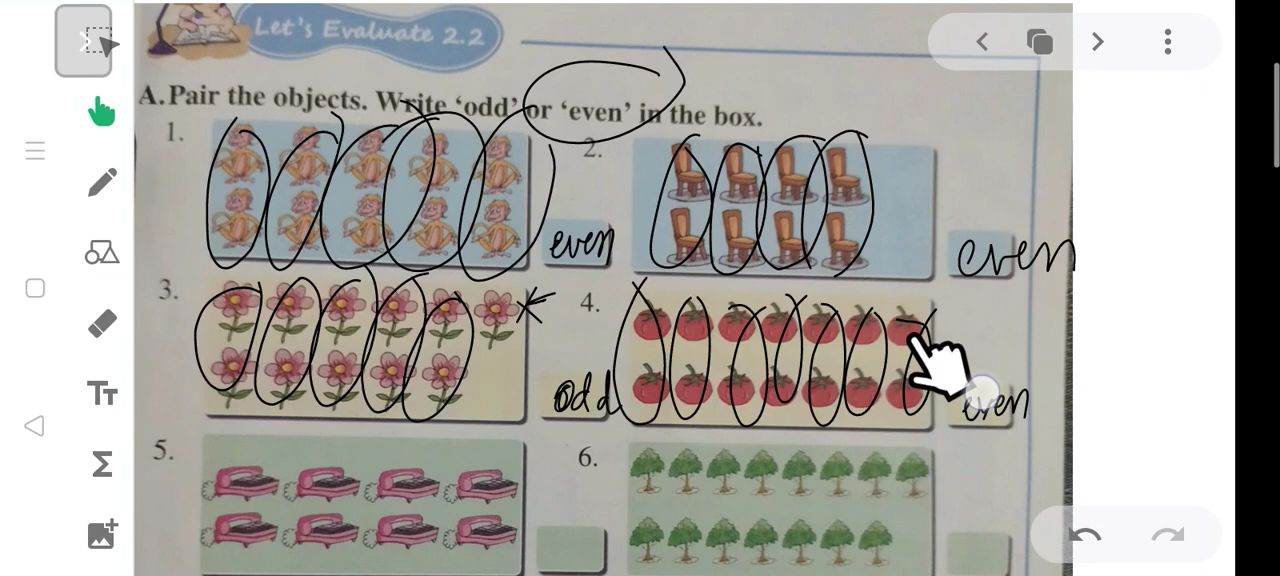 Let's Evaluate 2.2
A. Pair the objects. Write 'odd' or 'even' in the box.
1.
2.
even
even
3.
4.
odd
even
5.
6.
Tт
Σ